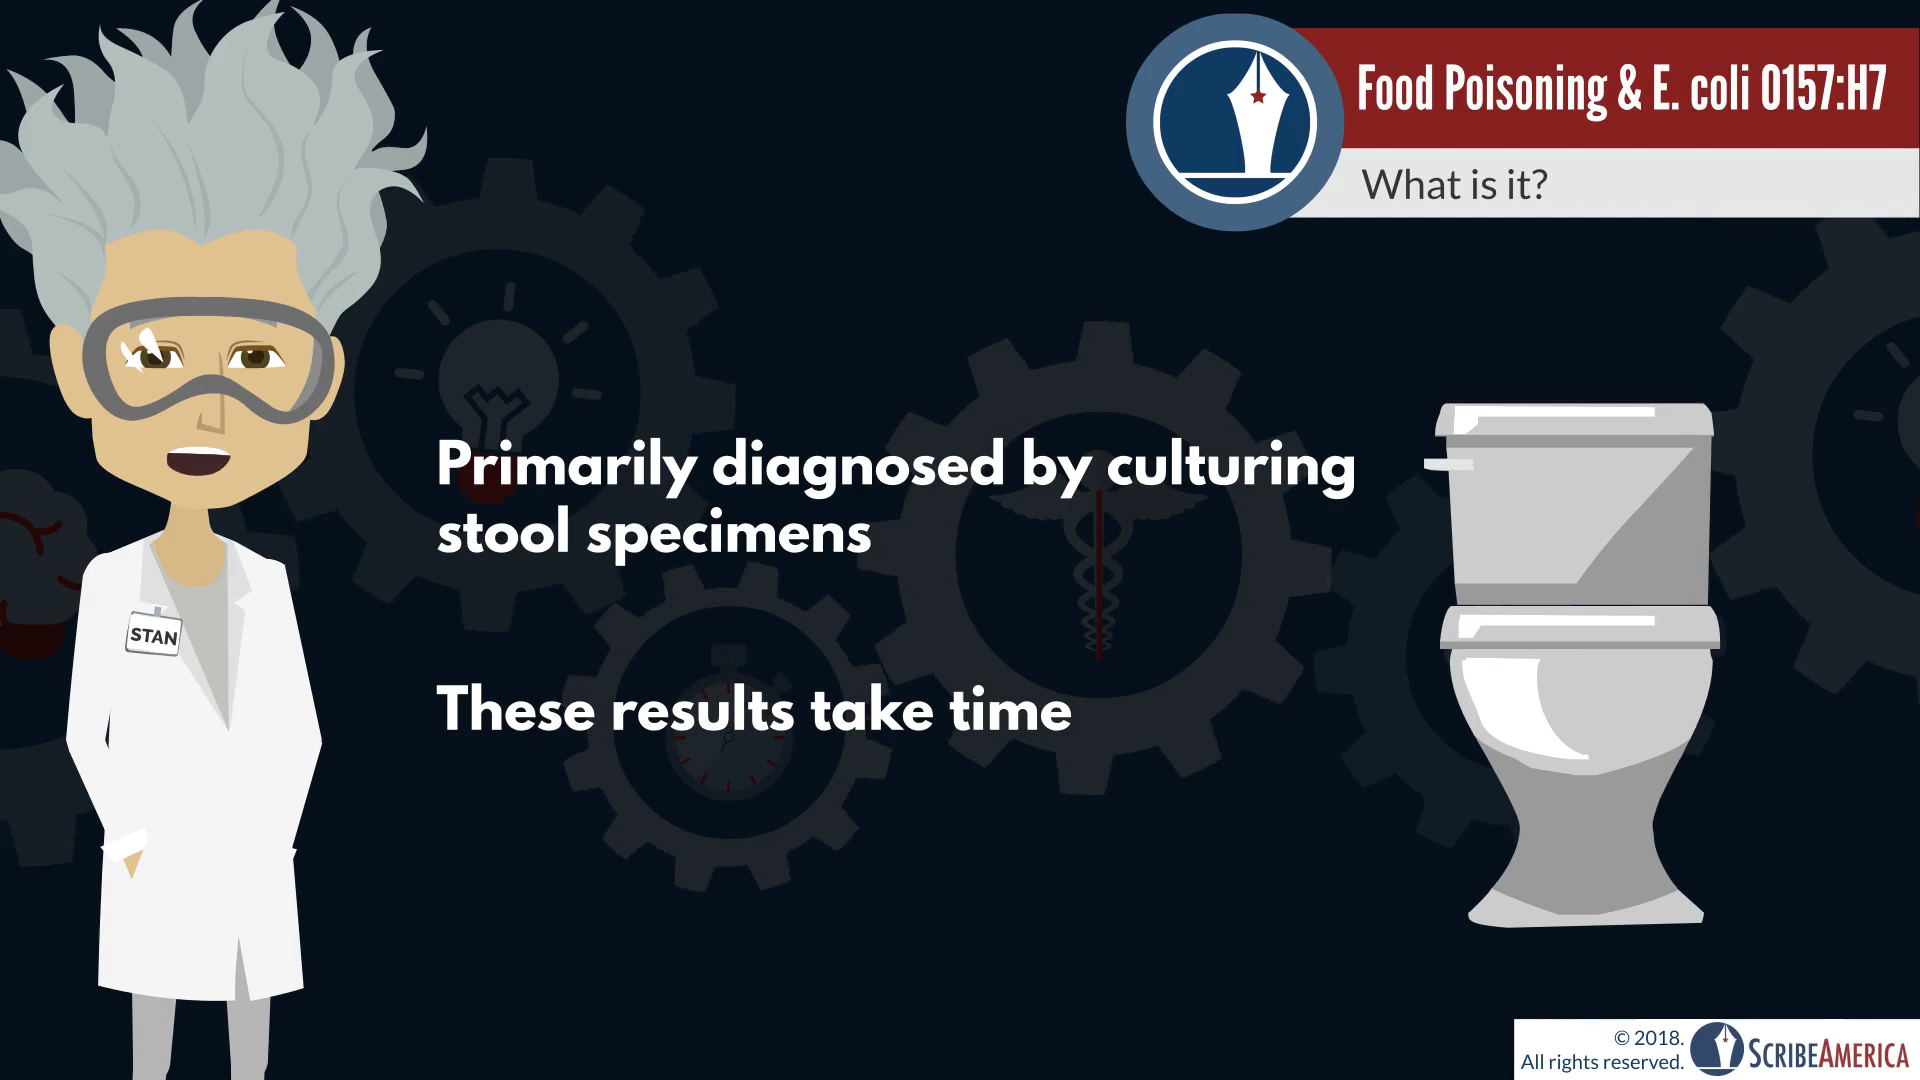 Food Poisoning & E. coli 0157:H7
What is it?
Primarily diagnosed by culturing
stool specimens
These results take time
STAN
© 2018.
All rights reserved.
SCRIBEAMERICA